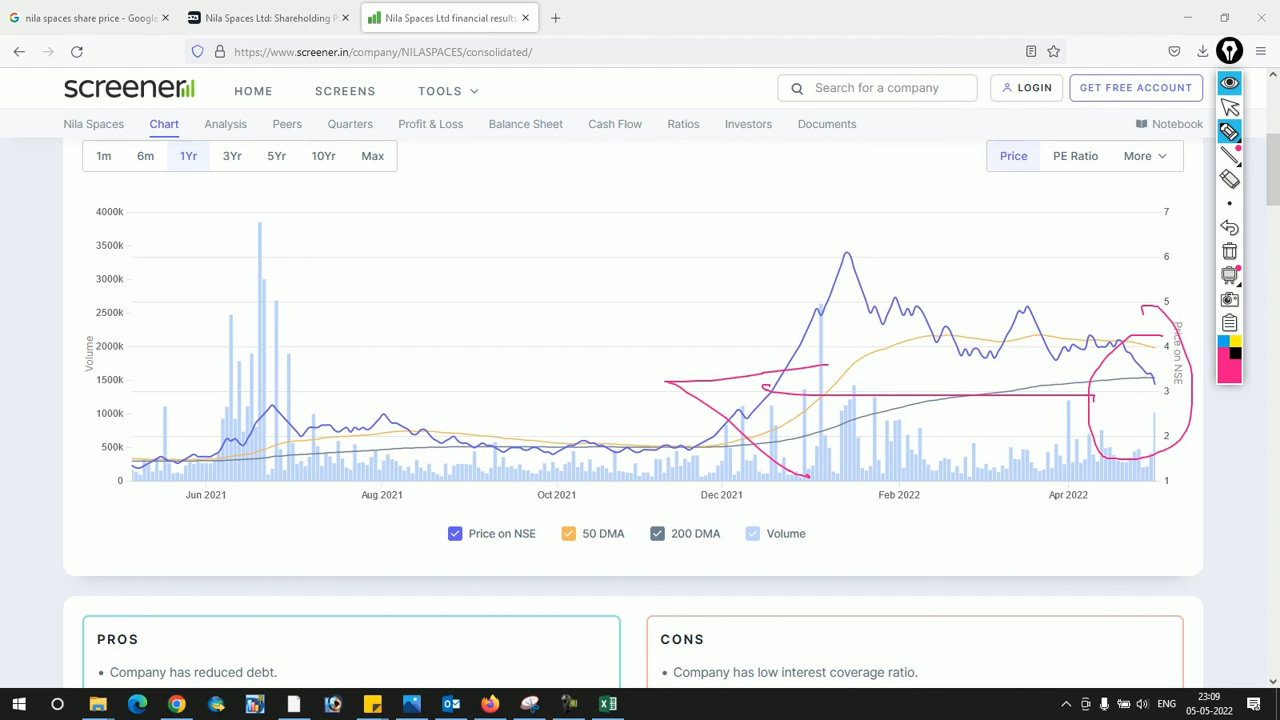 nila spaces share price - Google
Nila Spaces Ltd: Shareholding P
Nila Spaces Ltd financial results
https://www.screener.in/company/NILASPACES/consolidated/
screener
HOME SCREENS TOOLS
Search for a company
LOGIN
GET FREE ACCOUNT
Nila Spaces Chart Analysis Peers Quarters Profit & Loss Balance Sheet Cash Flow Ratios Investors Documents Notebook
1m 6m 1Yr 3Yr 5Yr 10Yr Max
Price PE Ratio More
4000k 7
3500k
3000k 6
2500k 5
2000k 4
1500k 3
1000k 2
500k
0 1
Volume
Price on NSE
Jun 2021 Aug 2021 Oct 2021 Dec 2021 Feb 2022 Apr 2022
Price on NSE 50 DMA 200 DMA Volume
PROS
• Company has reduced debt.
CONS
• Company has low interest coverage ratio.
ENG
23:09
05-05-2022